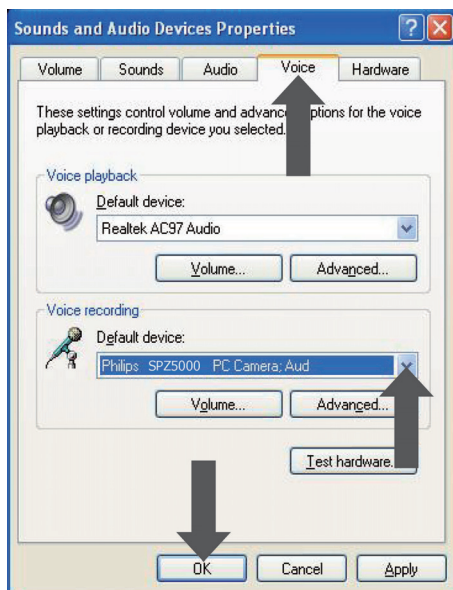 Sounds and Audio Devices Properties
Volume Sounds Audio Voice Hardware
These settings control volume and advanced options for the voice
playback or recording device you selected.
Voice playback
Default device:
Realtek AC97 Audio
Volume... Advanced...
Voice recording
Default device:
Philips SPZ5000 PC Camera; Aud
Volume... Advanced...
Test hardware...
OK Cancel Apply